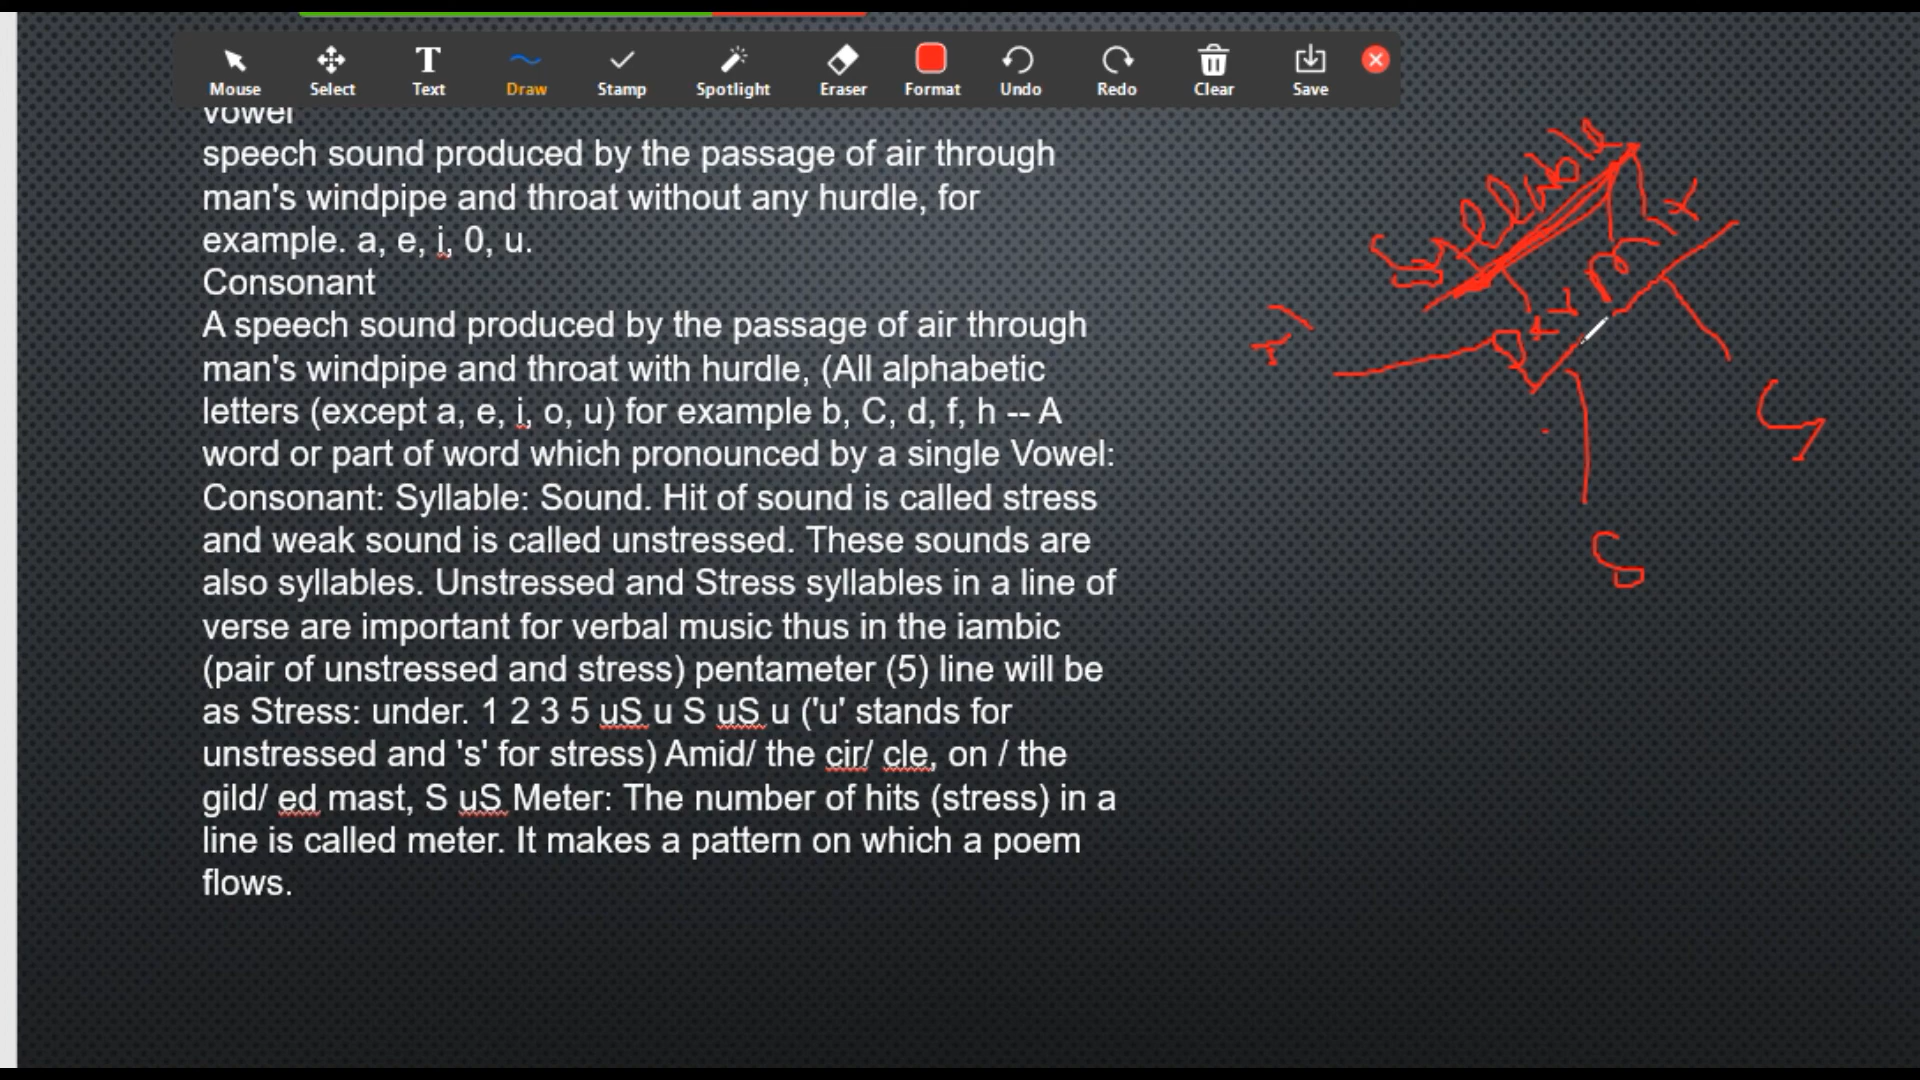 Mouse Select Text Draw Stamp Spotlight Eraser Format Undo Redo Clear Save
vowel
speech sound produced by the passage of air through
man's windpipe and throat without any hurdle, for
example. a, e, i, 0, u.
Consonant
A speech sound produced by the passage of air through
man's windpipe and throat with hurdle, (All alphabetic
letters (except a, e, i, o, u) for example b, C, d, f, h -- A
word or part of word which pronounced by a single Vowel:
Consonant: Syllable: Sound. Hit of sound is called stress
and weak sound is called unstressed. These sounds are
also syllables. Unstressed and Stress syllables in a line of
verse are important for verbal music thus in the iambic
(pair of unstressed and stress) pentameter (5) line will be
as Stress: under. 1 2 3 5 uS u S uS u ('u' stands for
unstressed and 's' for stress) Amid/ the cir/ cle, on / the
gild/ ed mast, S uS Meter: The number of hits (stress) in a
line is called meter. It makes a pattern on which a poem
flows.
Syllable